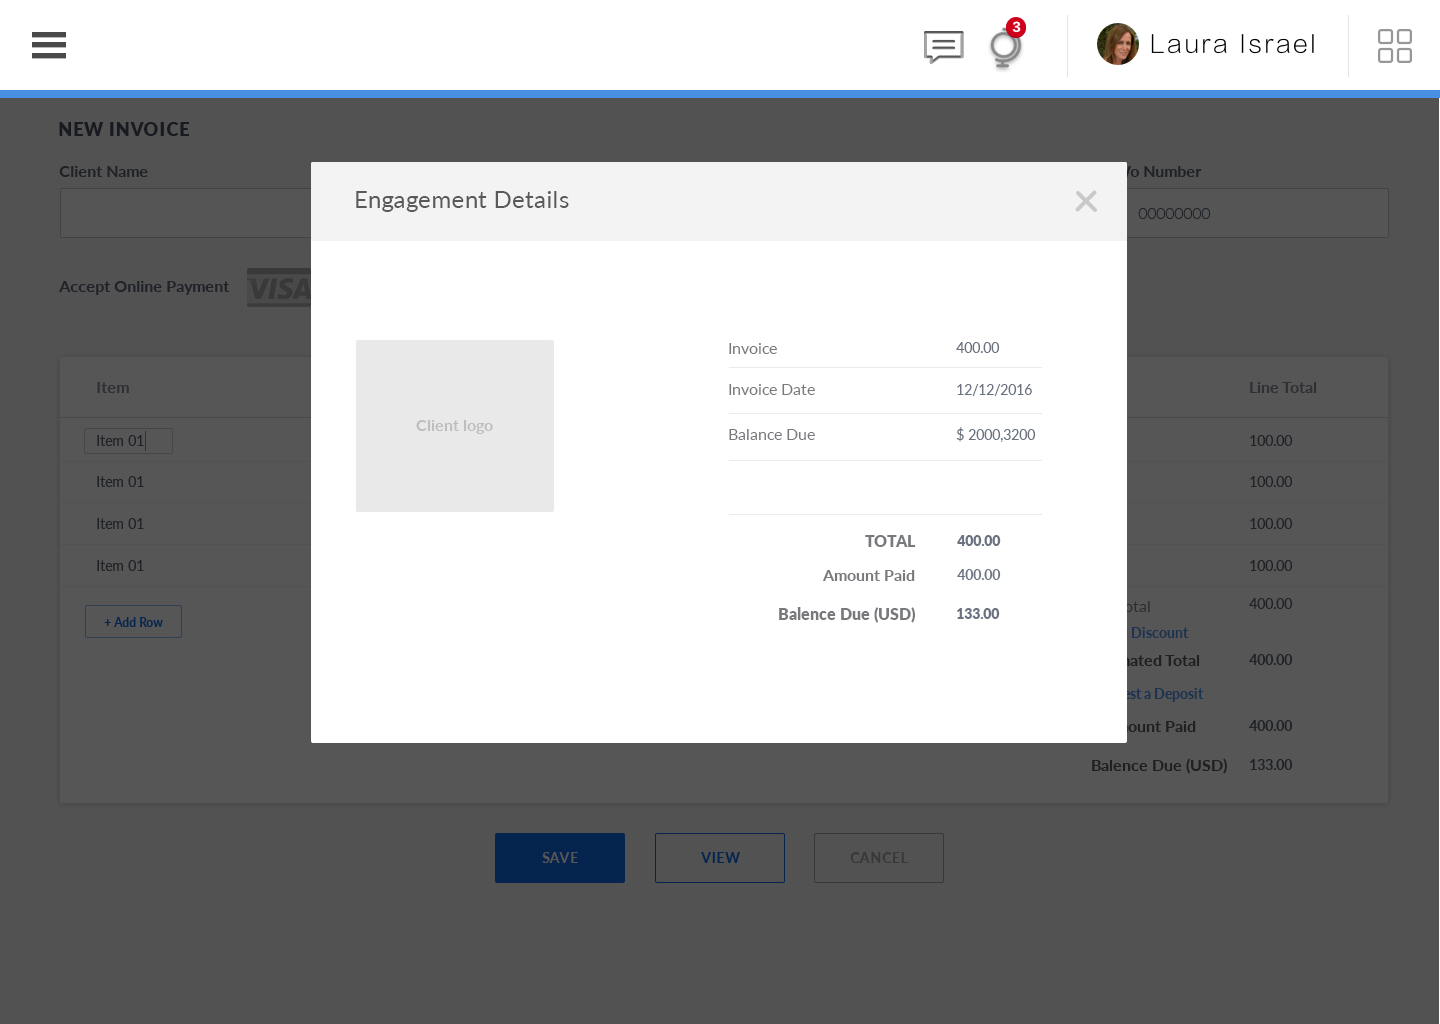 3
Laura Israel
NEW INVOICE
Client Name
/o Number
00000000
Accept Online Payment
VISA
Engagement Details
Client logo
Invoice 400.00
Invoice Date 12/12/2016
Balance Due $ 2000,3200
TOTAL 400.00
Amount Paid 400.00
Balence Due (USD) 133.00
Item Line Total
Item 01 100.00
Item 01 100.00
Item 01 100.00
Item 01 100.00
otal 400.00
+ Add Row
Discount
nated Total 400.00
est a Deposit
ount Paid 400.00
Balence Due (USD) 133.00
SAVE VIEW CANCEL